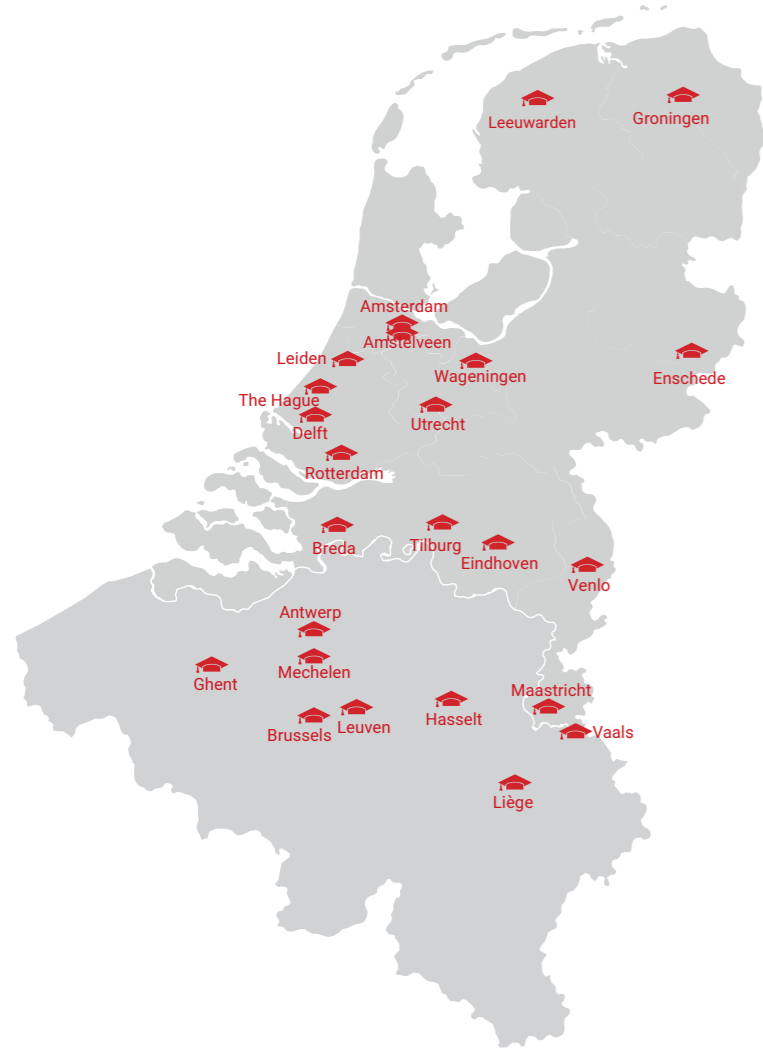 Leeuwarden
Groningen
Amsterdam
Amstelveen
Leiden
Wageningen
Enschede
The Hague
Utrecht
Delft
Rotterdam
Breda
Tilburg
Eindhoven
Venlo
Antwerp
Mechelen
Ghent
Maastricht
Hasselt
Leuven
Brussels
Vaals
Liège